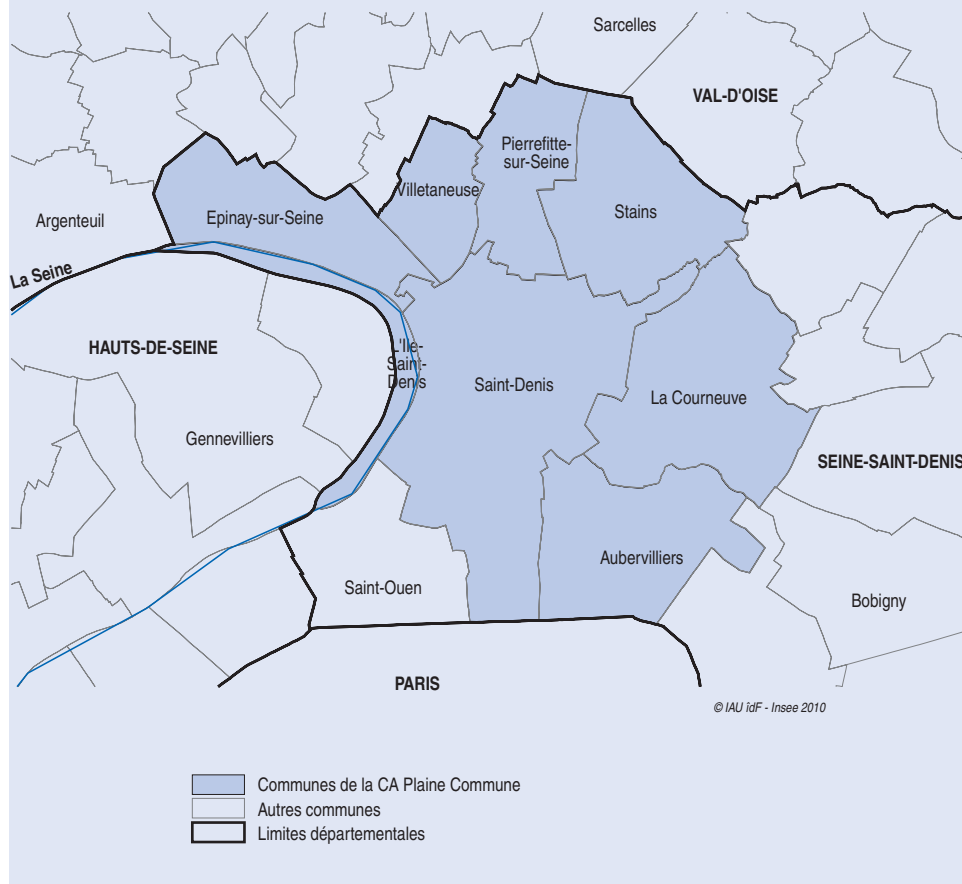 Sarcelles
VAL-D'OISE
Pierrefitte-
sur-Seine
Villetaneuse
Argenteuil
Epinay-sur-Seine
Stains
La Seine
HAUTS-DE-SEINE
L'Ile-
Saint-
Denis
Saint-Denis
La Courneuve
Gennevilliers
SEINE-SAINT-DENIS
Aubervilliers
Saint-Ouen
Bobigny
PARIS
© IAU îdF - Insee 2010
Communes de la CA Plaine Commune
Autres communes
Limites départementales